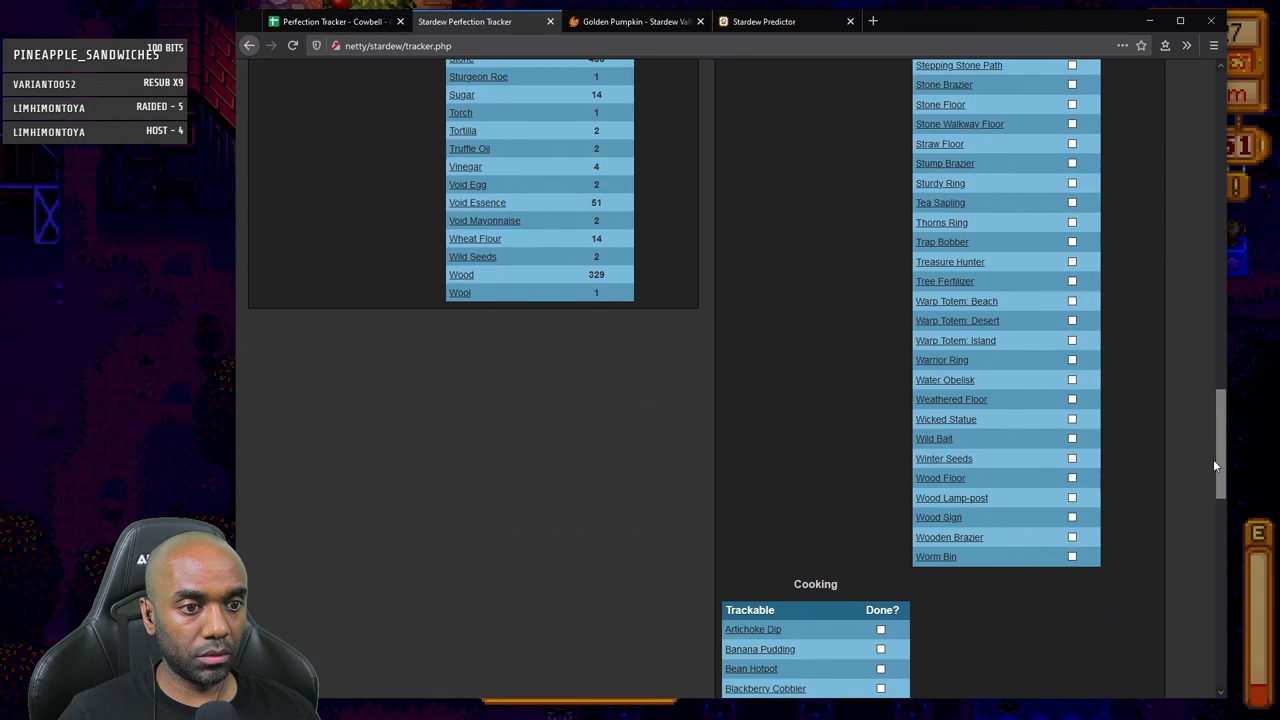 PINEAPPLE_SANDWICHES 100 BITS
VARIANT0052 RESUB X9
LIMHIMONTOYA RAIDED - 5
LIMHIMONTOYA HOST - 4
Perfection Tracker - Cowbell -
Stardew Perfection Tracker
Golden Pumpkin - Stardew Val
Stardew Predictor
netty/stardew/tracker.php
Sturgeon Roe 1
Sugar 14
Torch 1
Tortilla 2
Truffle Oil 2
Vinegar 4
Void Egg 2
Void Essence 51
Void Mayonnaise 2
Wheat Flour 14
Wild Seeds 2
Wood 329
Wool 1
Stepping Stone Path
Stone Brazier
Stone Floor
Stone Walkway Floor
Straw Floor
Stump Brazier
Sturdy Ring
Tea Sapling
Thorns Ring
Trap Bobber
Treasure Hunter
Tree Fertilizer
Warp Totem: Beach
Warp Totem: Desert
Warp Totem: Island
Warrior Ring
Water Obelisk
Weathered Floor
Wicked Statue
Wild Bait
Winter Seeds
Wood Floor
Wood Lamp-post
Wood Sign
Wooden Brazier
Worm Bin
Cooking
Trackable Done?
Artichoke Dip
Banana Pudding
Bean Hotpot
Blackberry Cobbler
E